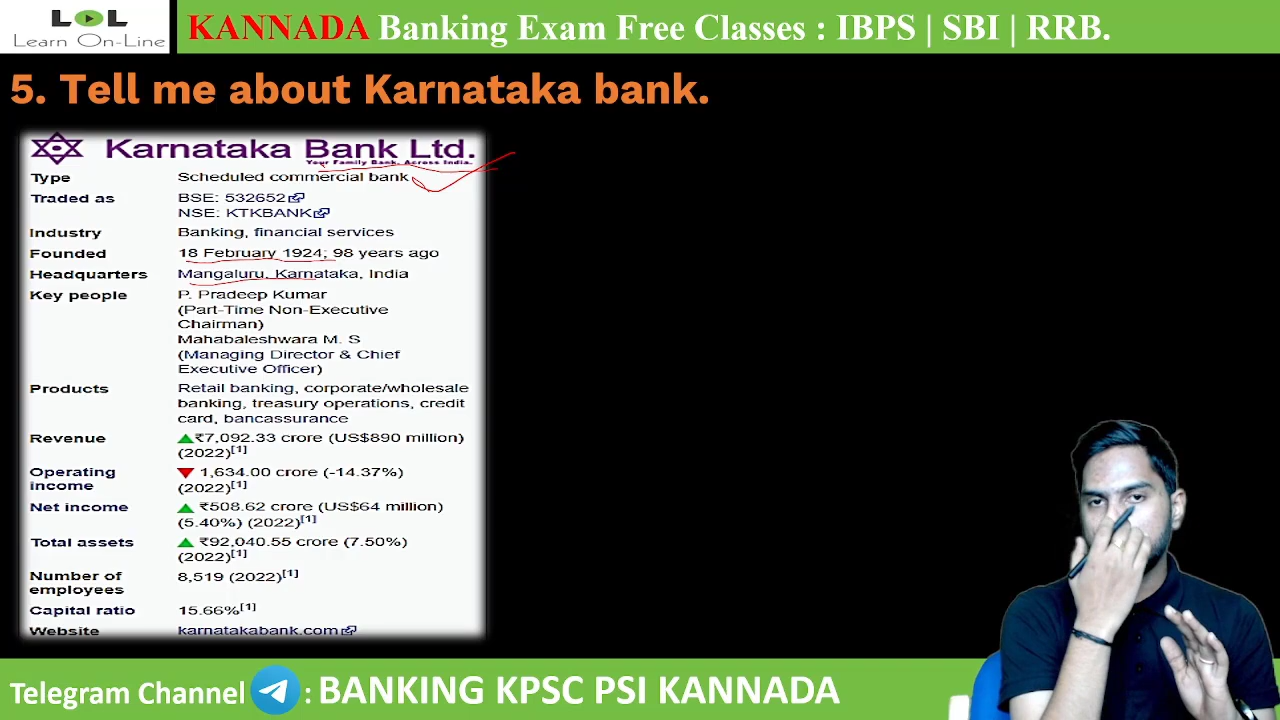 LOL
Learn On-Line
KANNADA Banking Exam Free Classes : IBPS | SBI | RRB.
5. Tell me about Karnataka bank.
Karnataka Bank Ltd.
Your Family Bank. Across India.
Type Scheduled commercial bank
Traded as BSE: 532652
NSE: KTKBANK
Industry Banking, financial services
Founded 18 February 1924; 98 years ago
Headquarters Mangaluru, Karnataka, India
Key people P. Pradeep Kumar
(Part-Time Non-Executive
Chairman)
Mahabaleshwara M. S
(Managing Director & Chief
Executive Officer)
Products Retail banking, corporate/wholesale
banking, treasury operations, credit
card, bancassurance
Revenue ₹7,092.33 crore (US$890 million)
(2022)[1]
Operating income 1,634.00 crore (-14.37%)
(2022)[1]
Net income ₹508.62 crore (US$64 million)
(5.40%) (2022)[1]
Total assets ₹92,040.55 crore (7.50%)
(2022)[1]
Number of employees 8,519 (2022)[1]
Capital ratio 15.66%[1]
Website karnatakabank.com
Telegram Channel : BANKING KPSC PSI KANNADA